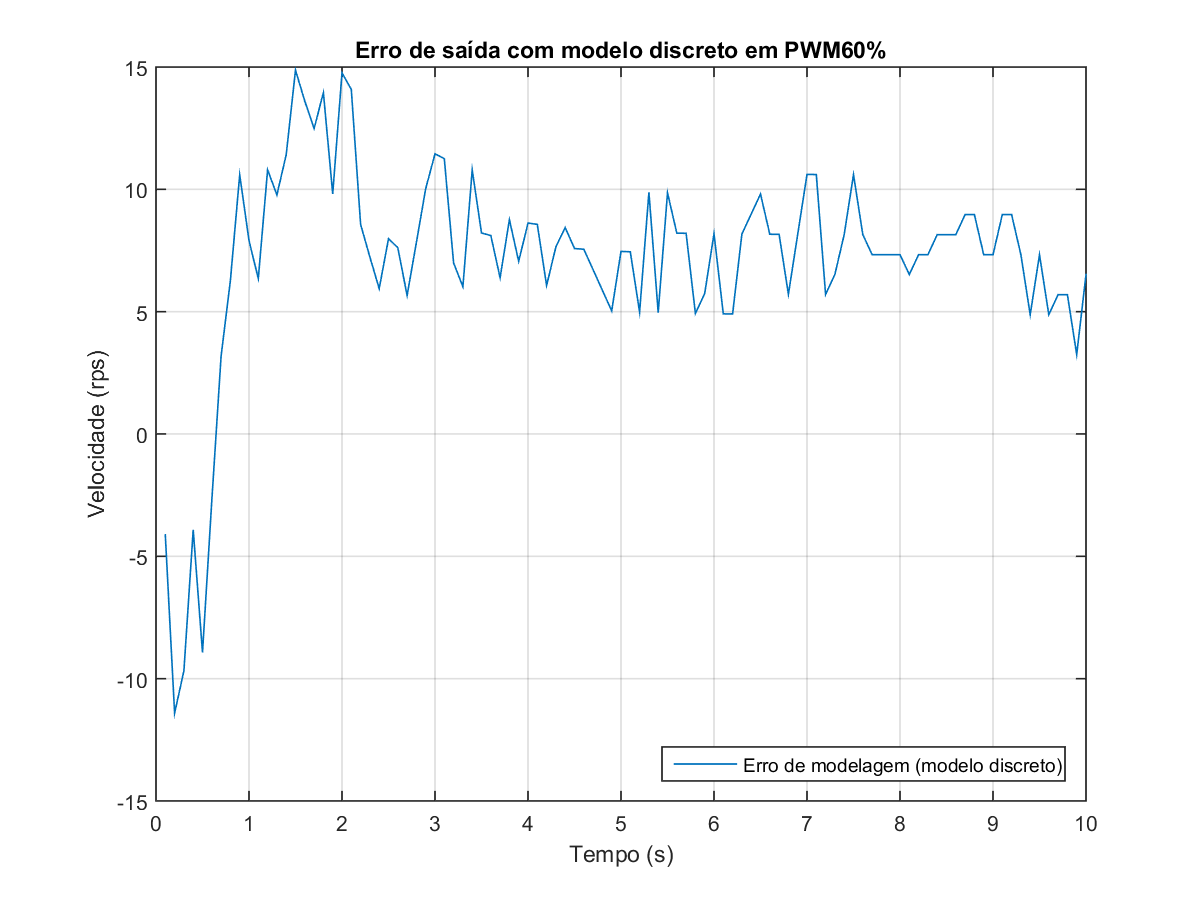 Erro de saída com modelo discreto em PWM60%
15
10
5
0
-5
-10
-15
Velocidade (rps)
Erro de modelagem (modelo discreto)
0 1 2 3 4 5 6 7 8 9 10
Tempo (s)